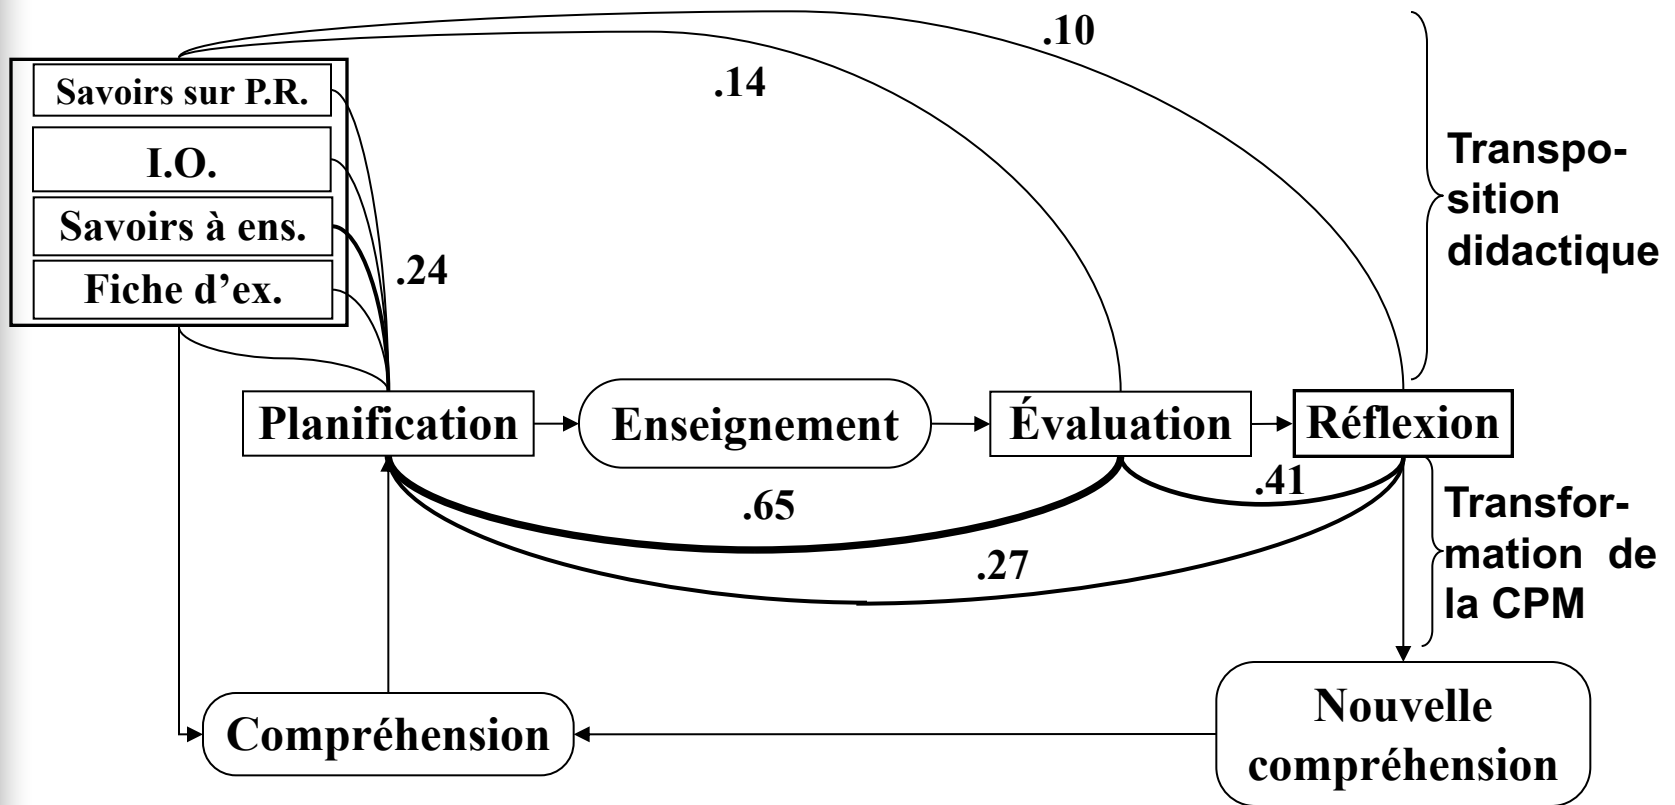 .10
.14
Savoirs sur P.R.
I.O.
Savoirs à ens.
Fiche d’ex.
.24
Transpo-
sition
didactique
Planification
Enseignement
Évaluation
Réflexion
.65
.41
.27
Transfor-
mation de
la CPM
Compréhension
Nouvelle
compréhension